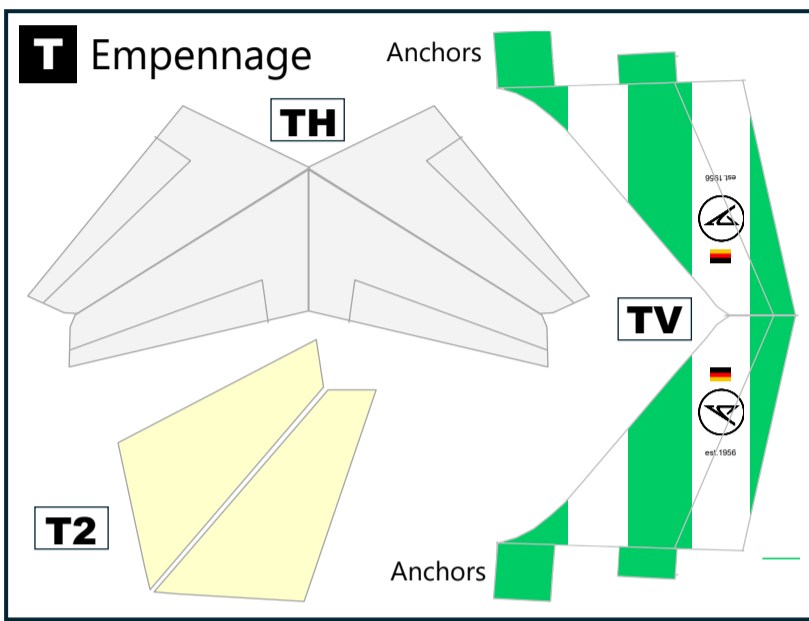 T Empennage
Anchors
TH
est.1956
TV
est.1956
T2
Anchors